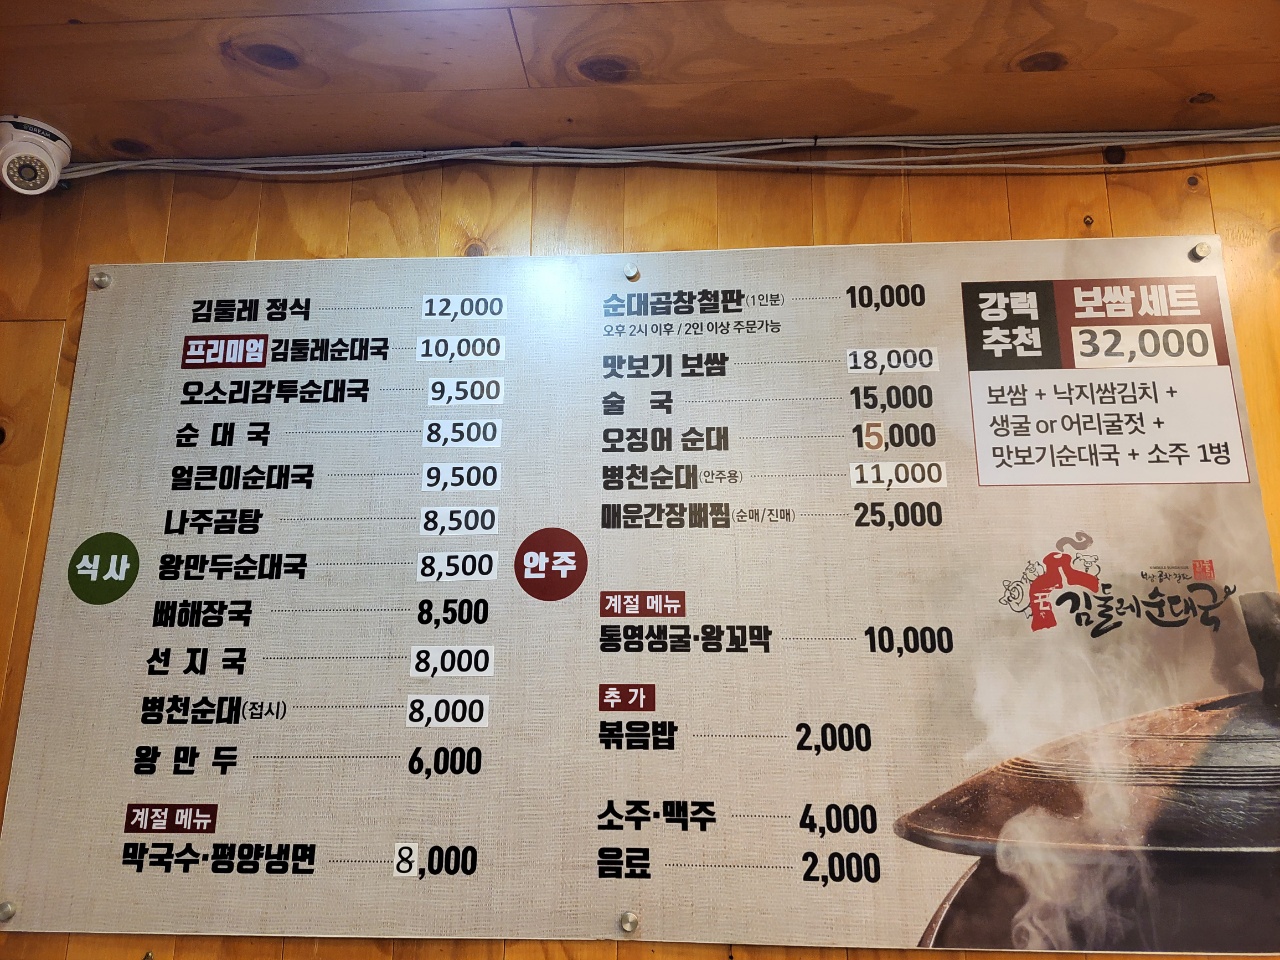 식사
김둘레 정식 12,000
프리미엄 김둘레순대국 10,000
오소리감투순대국 9,500
순 대 국 8,500
얼큰이순대국 9,500
나주곰탕 8,500
왕만두순대국 8,500
뼈해장국 8,500
선 지 국 8,000
병천순대(접시) 8,000
왕 만 두 6,000
계절 메뉴
막국수·평양냉면 8,000
안주
순대곱창철판(1인분) 10,000
오후 2시 이후 / 2인 이상 주문가능
맛보기 보쌈 18,000
술 국 15,000
오징어 순대 15,000
병천순대(안주용) 11,000
매운간장뼈찜(순매/진매) 25,000
계절 메뉴
통영생굴·왕꼬막 10,000
추 가
볶음밥 2,000
소주·맥주 4,000
음료 2,000
강력 추천
보쌈세트
32,000
보쌈 + 낙지쌈김치 +
생굴 or 어리굴젓 +
맛보기순대국 + 소주 1병
김둘레순대국